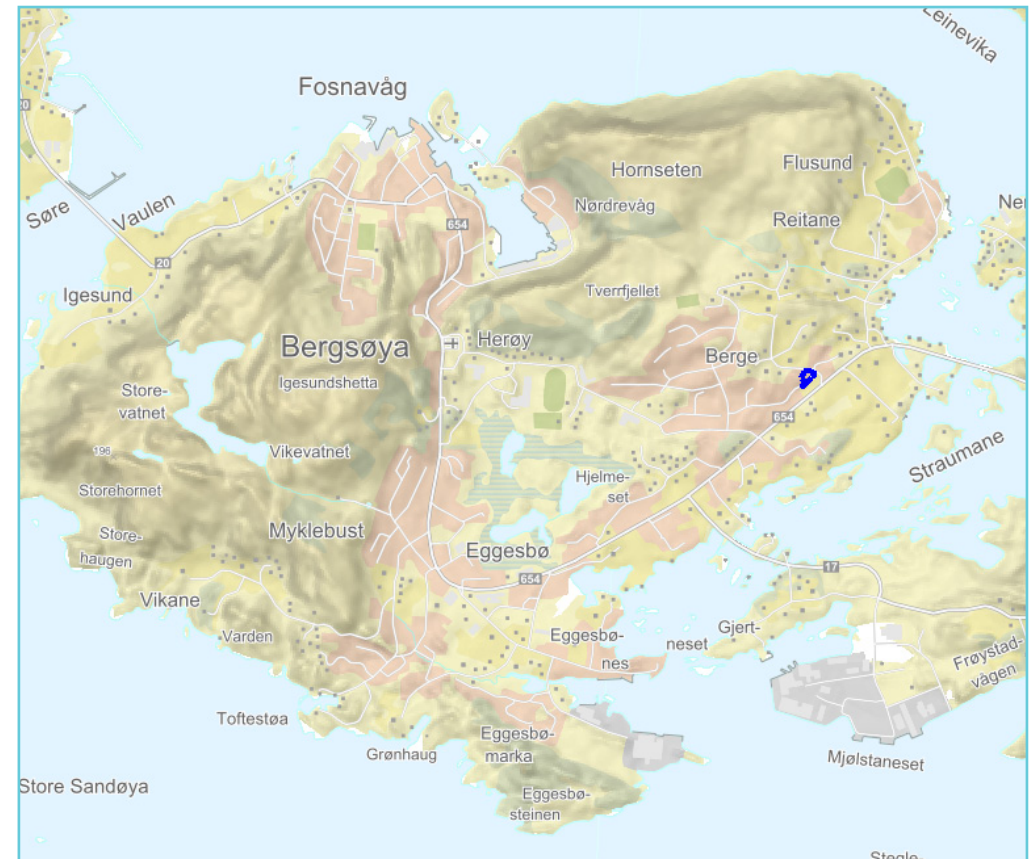 Leinevika
Fosnavåg
20
Hornseten
Flusund
Søre
Vaulen
Nørdrevåg
Ner
654
Reitane
20
Igesund
Tverrfjellet
Bergsøya
Herøy
Berge
Igesundshetta
Store-
vatnet
654
196
Vikevatnet
Straumane
Storehornet
Hjelme-
set
Store-
haugen
Myklebust
Eggesbø
654
17
Vikane
Varden
Eggesbø-
nes
neset
Gjert-
Frøystad-
vågen
Toftestøa
Grønhaug
Eggesbø-
marka
Mjølstaneset
Store Sandøya
Eggesbø-
steinen
Stegle-